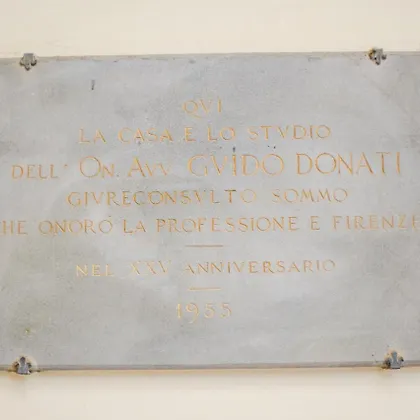 QVI
LA CASA E LO STVDIO
DELL' ON. AVV. GVIDO DONATI
GIVRECONSVLTO SOMMO
CHE ONORÒ LA PROFESSIONE E FIRENZE
NEL XXV ANNIVERSARIO
1955